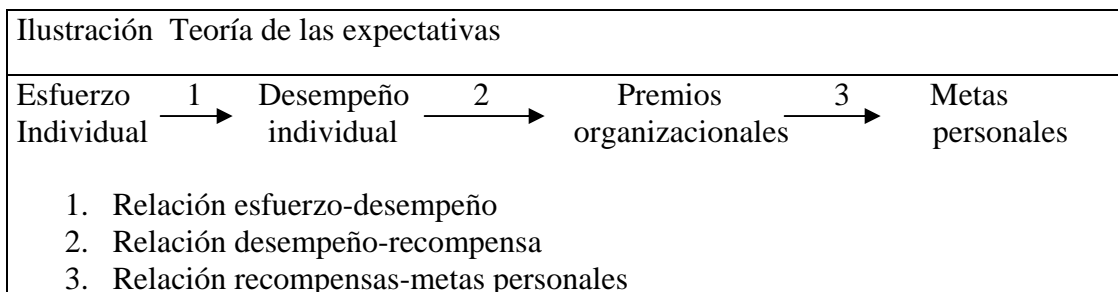 Ilustración  Teoría de las expectativas
Esfuerzo 1 Desempeño 2 Premios 3 Metas
Individual individual organizacionales personales
1. Relación esfuerzo-desempeño
2. Relación desempeño-recompensa
3. Relación recompensas-metas personales